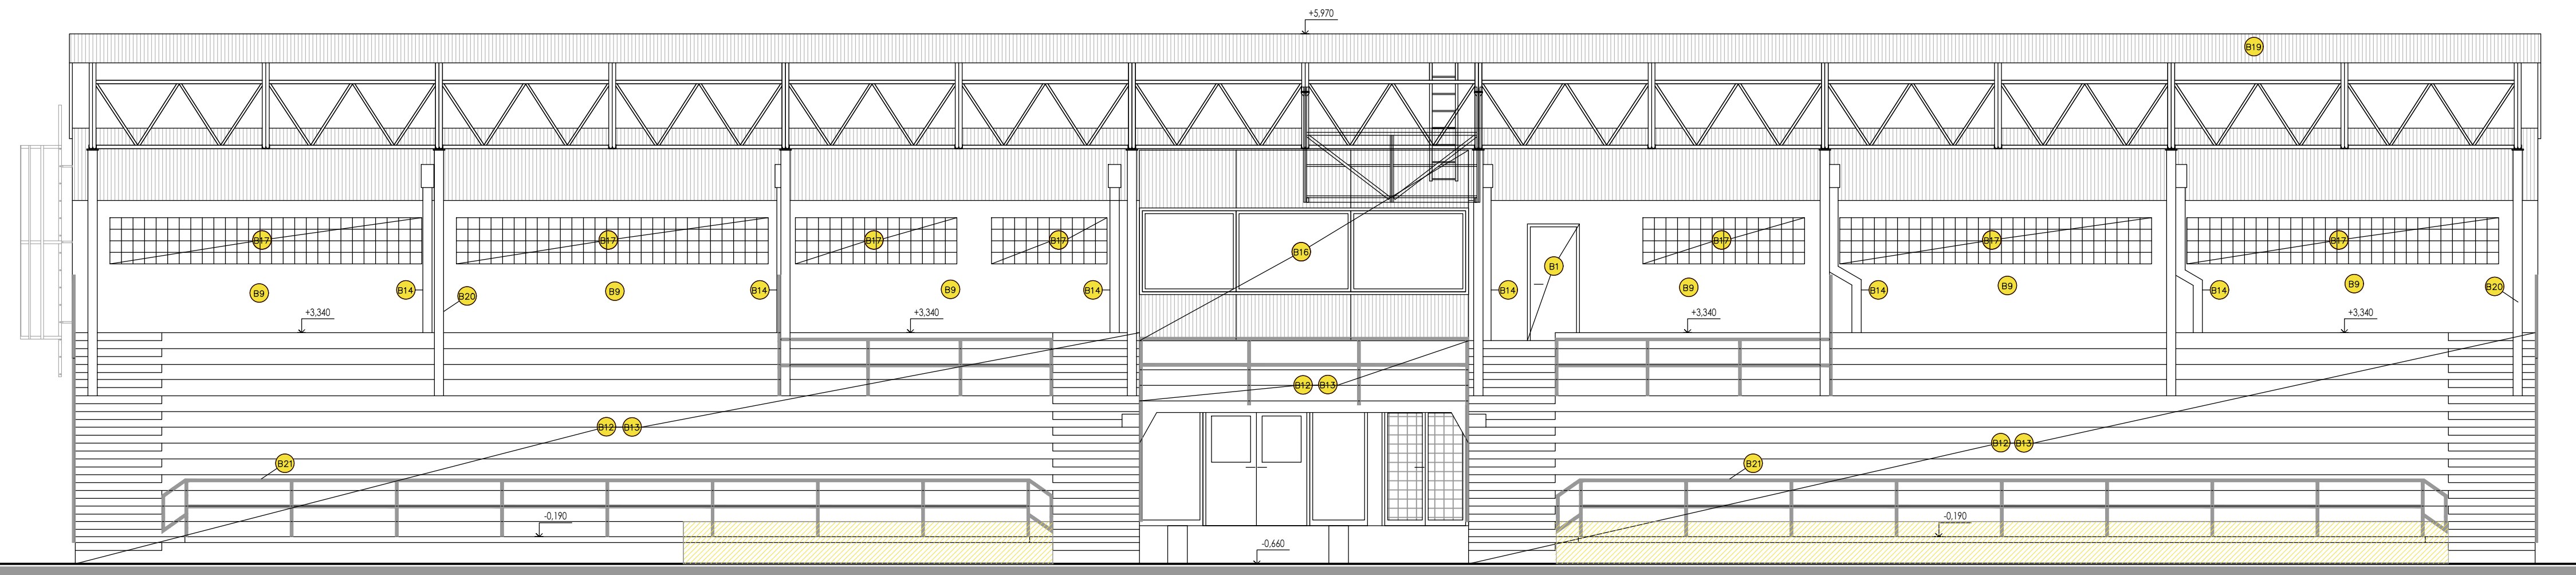 +5,970
B19
B17 B17 B17 B17 B16 B17 B17 B17
B1
B9 B14 B20 B9 B14 B9 B14 B14 B9 B14 B9 B14 B9 B20
+3,340 +3,340 +3,340 +3,340
B12 B13
B12 B13 B12 B13
B21 B21
-0,190 -0,190
-0,660